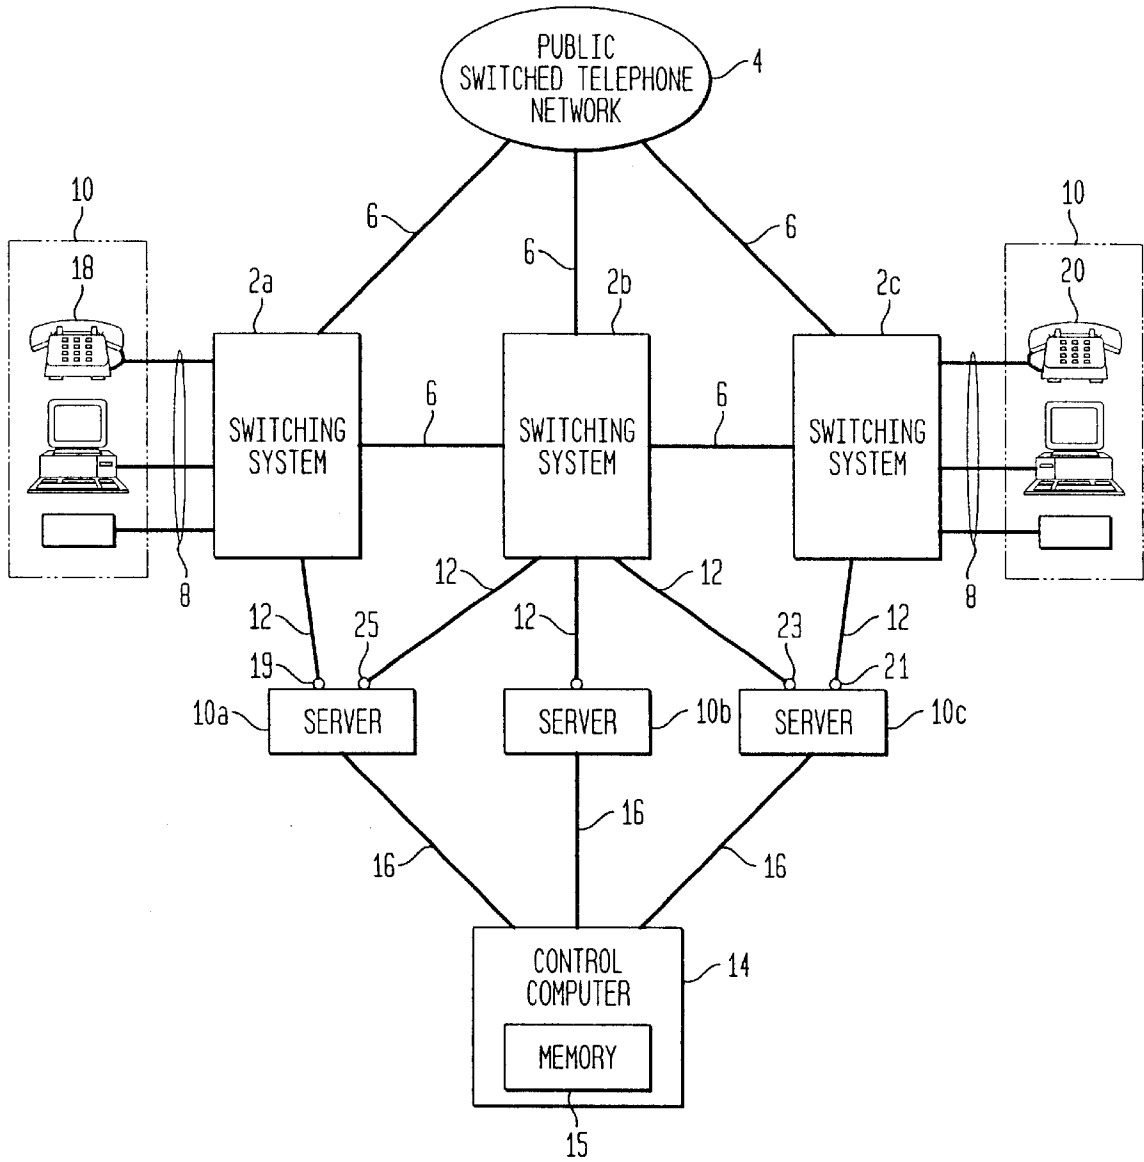 PUBLIC
SWITCHED TELEPHONE
NETWORK
4
6
6
6
10
10
18
20
2a
2b
2c
SWITCHING
SYSTEM
6
SWITCHING
SYSTEM
6
SWITCHING
SYSTEM
8
8
12
12
12
12
12
19
25
23
21
10a
SERVER
SERVER
10b
SERVER
10c
16
16
16
CONTROL
COMPUTER
14
MEMORY
15